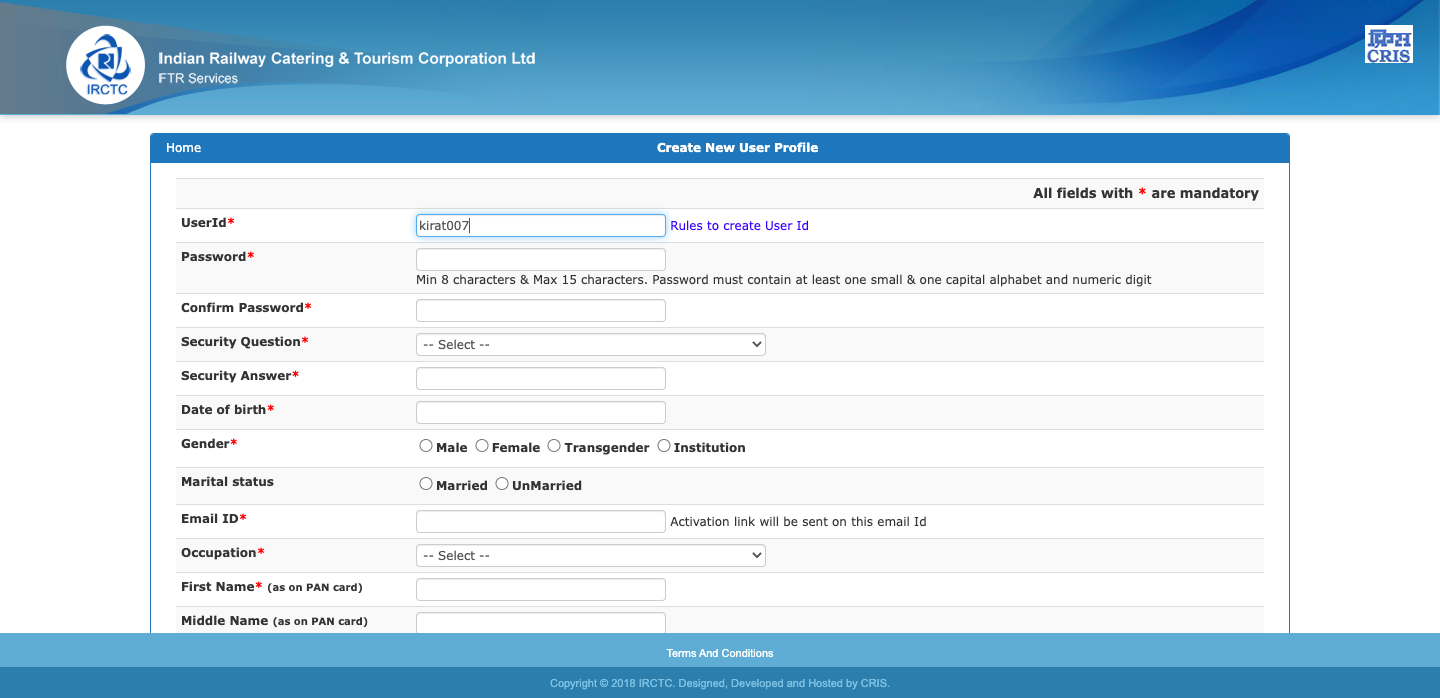 IRCTC
Indian Railway Catering & Tourism Corporation Ltd
FTR Services
क्रिस
CRIS
Home
Create New User Profile
All fields with * are mandatory
UserId*
kirat007
Rules to create User Id
Password*
Min 8 characters & Max 15 characters. Password must contain at least one small & one capital alphabet and numeric digit
Confirm Password*
Security Question*
-- Select --
Security Answer*
Date of birth*
Gender*
Male Female Transgender Institution
Marital status
Married UnMarried
Email ID*
Activation link will be sent on this email Id
Occupation*
-- Select --
First Name* (as on PAN card)
Middle Name (as on PAN card)
Terms And Conditions
Copyright © 2018 IRCTC. Designed, Developed and Hosted by CRIS.